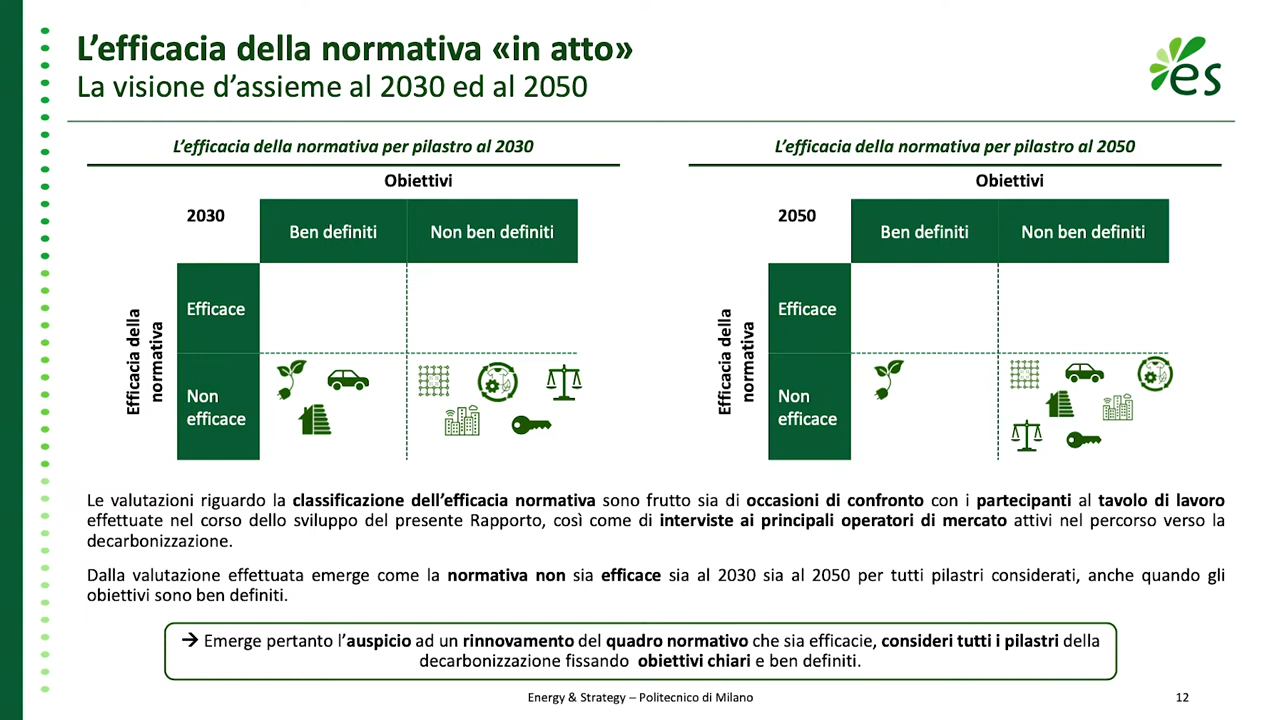 L'efficacia della normativa «in atto»
La visione d'assieme al 2030 ed al 2050
es
L'efficacia della normativa per pilastro al 2030
Obiettivi
2030
Ben definiti
Non ben definiti
Efficacia della
normativa
Efficace
Non
efficace
L'efficacia della normativa per pilastro al 2050
Obiettivi
2050
Ben definiti
Non ben definiti
Efficacia della
normativa
Efficace
Non
efficace
Le valutazioni riguardo la classificazione dell'efficacia normativa sono frutto sia di occasioni di confronto con i partecipanti al tavolo di lavoro
effettuate nel corso dello sviluppo del presente Rapporto, così come di interviste ai principali operatori di mercato attivi nel percorso verso la
decarbonizzazione.
Dalla valutazione effettuata emerge come la normativa non sia efficace sia al 2030 sia al 2050 per tutti pilastri considerati, anche quando gli
obiettivi sono ben definiti.
→ Emerge pertanto l'auspicio ad un rinnovamento del quadro normativo che sia efficacie, consideri tutti i pilastri della
decarbonizzazione fissando obiettivi chiari e ben definiti.
Energy & Strategy – Politecnico di Milano
12